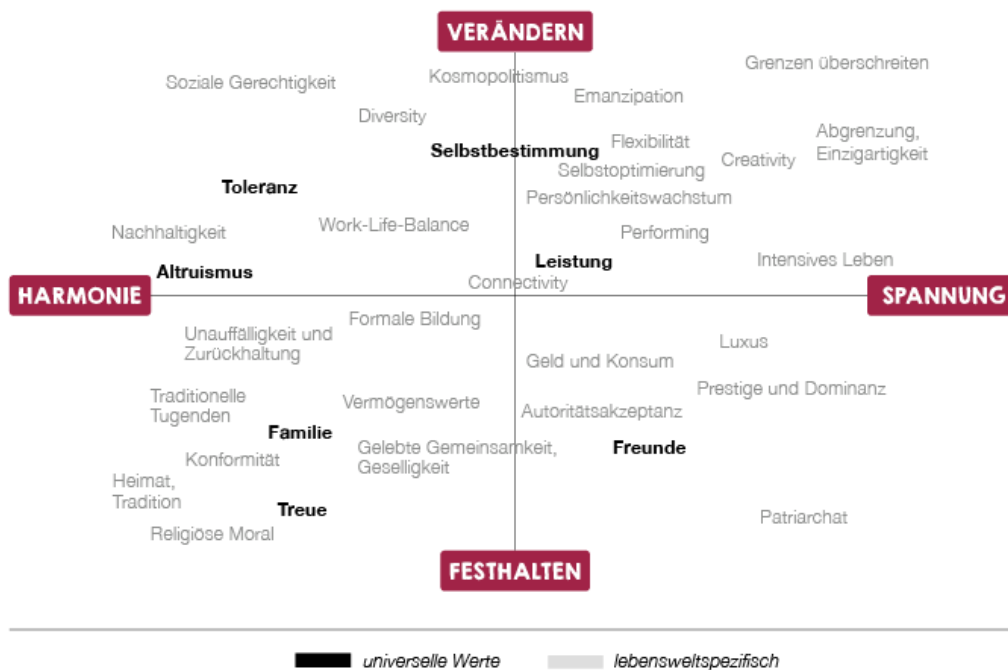 VERÄNDERN
Grenzen überschreiten
Soziale Gerechtigkeit
Kosmopolitismus
Emanzipation
Diversity
Abgrenzung,
Einzigartigkeit
Flexibilität
Selbstbestimmung
Creativity
Selbstoptimierung
Toleranz
Persönlichkeitswachstum
Work-Life-Balance
Nachhaltigkeit
Performing
Leistung
Intensives Leben
Altruismus
Connectivity
HARMONIE
SPANNUNG
Formale Bildung
Unauffälligkeit und
Zurückhaltung
Luxus
Geld und Konsum
Prestige und Dominanz
Traditionelle
Tugenden
Vermögenswerte
Autoritätsakzeptanz
Familie
Gelebte Gemeinsamkeit,
Geselligkeit
Freunde
Konformität
Heimat,
Tradition
Treue
Patriarchat
Religiöse Moral
FESTHALTEN
universelle Werte
lebensweltspezifisch